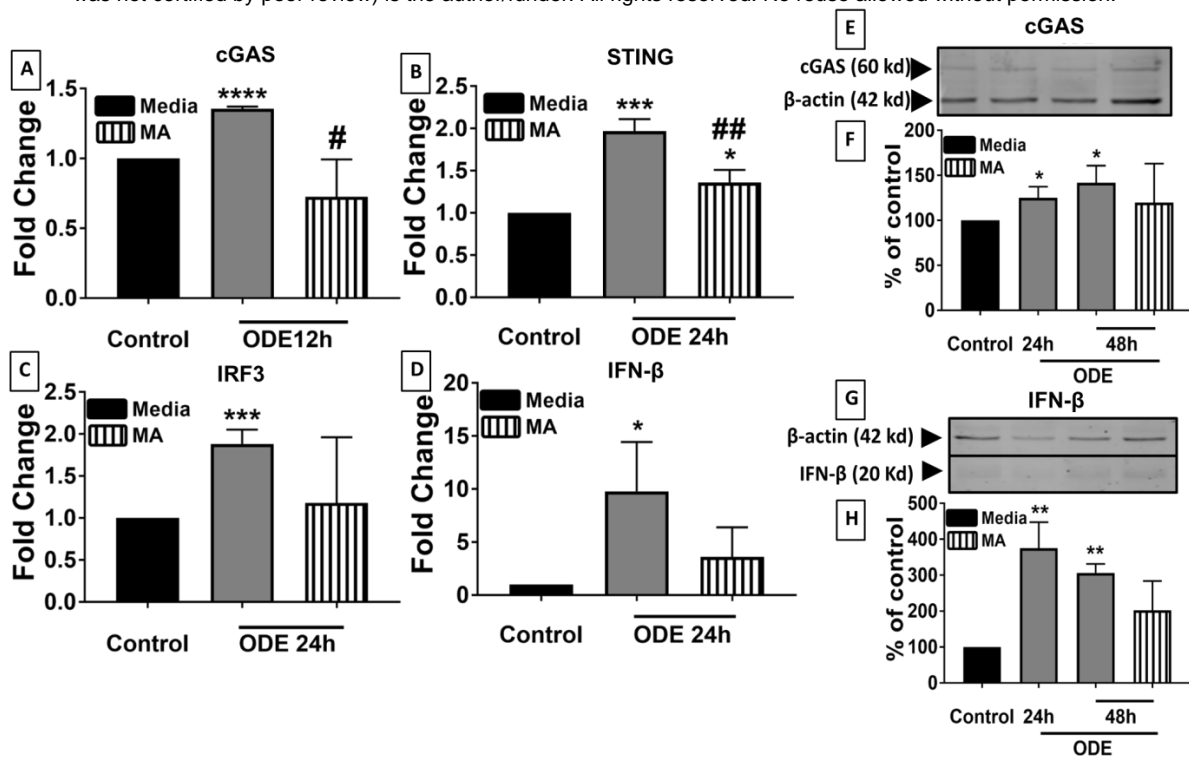 was not certified by peer review) is the author/funder. All rights reserved. No reuse allowed without permission.
A
cGAS
Fold Change
1.5
1.0
0.5
0.0
Media
MA
****
#
Control
ODE12h
B
STING
Fold Change
2.5
2.0
1.5
1.0
0.5
0.0
Media
MA
***
##
*
Control
ODE 24h
C
IRF3
Fold Change
2.5
2.0
1.5
1.0
0.5
0.0
Media
MA
***
Control
ODE 24h
D
IFN-β
Fold Change
20
15
10
5
0
Media
MA
*
Control
ODE 24h
E
cGAS
cGAS (60 kd)
β-actin (42 kd)
F
% of control
200
150
100
50
0
Media
MA
*
*
Control 24h 48h
ODE
G
IFN-β
β-actin (42 kd)
IFN-β (20 Kd)
H
% of control
500
400
300
200
100
0
Media
MA
**
**
Control 24h 48h
ODE